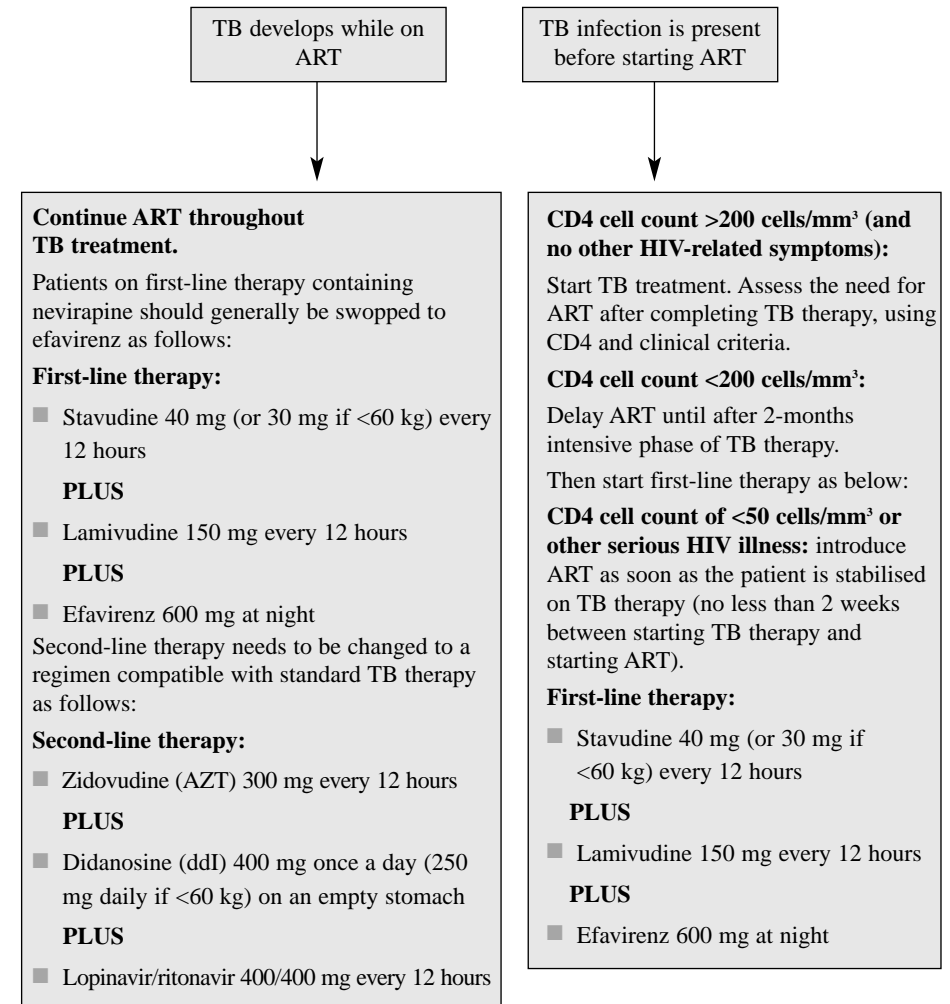 TB develops while on
ART
TB infection is present
before starting ART
Continue ART throughout
TB treatment.
Patients on first-line therapy containing
nevirapine should generally be swopped to
efavirenz as follows:
First-line therapy:
■ Stavudine 40 mg (or 30 mg if <60 kg) every
12 hours
PLUS
■ Lamivudine 150 mg every 12 hours
PLUS
■ Efavirenz 600 mg at night
Second-line therapy needs to be changed to a
regimen compatible with standard TB therapy
as follows:
Second-line therapy:
■ Zidovudine (AZT) 300 mg every 12 hours
PLUS
■ Didanosine (ddI) 400 mg once a day (250
mg daily if <60 kg) on an empty stomach
PLUS
■ Lopinavir/ritonavir 400/400 mg every 12 hours
CD4 cell count >200 cells/mm³ (and
no other HIV-related symptoms):
Start TB treatment. Assess the need for
ART after completing TB therapy, using
CD4 and clinical criteria.
CD4 cell count <200 cells/mm³:
Delay ART until after 2-months
intensive phase of TB therapy.
Then start first-line therapy as below:
CD4 cell count of <50 cells/mm³ or
other serious HIV illness: introduce
ART as soon as the patient is stabilised
on TB therapy (no less than 2 weeks
between starting TB therapy and
starting ART).
First-line therapy:
■ Stavudine 40 mg (or 30 mg if
<60 kg) every 12 hours
PLUS
■ Lamivudine 150 mg every 12 hours
PLUS
■ Efavirenz 600 mg at night